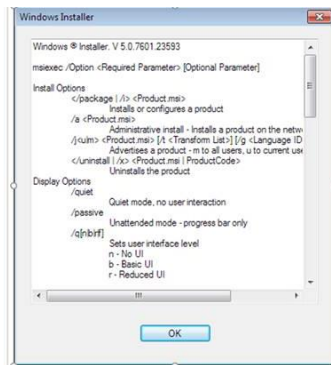 Windows Installer
Windows ® Installer. V 5.0.7601.23593
msiexec /Option <Required Parameter> [Optional Parameter]
Install Options
</package | /i> <Product.msi>
Installs or configures a product
/a <Product.msi>
Administrative install - Installs a product on the netw
/j<u|m> <Product.msi> [/t <Transform List>] [/g <Language ID
Advertises a product - m to all users, u to current use
</uninstall | /x> <Product.msi | ProductCode>
Uninstalls the product
Display Options
/quiet
Quiet mode, no user interaction
/passive
Unattended mode - progress bar only
/q[n|b|r|f]
Sets user interface level
n - No UI
b - Basic UI
r - Reduced UI
OK